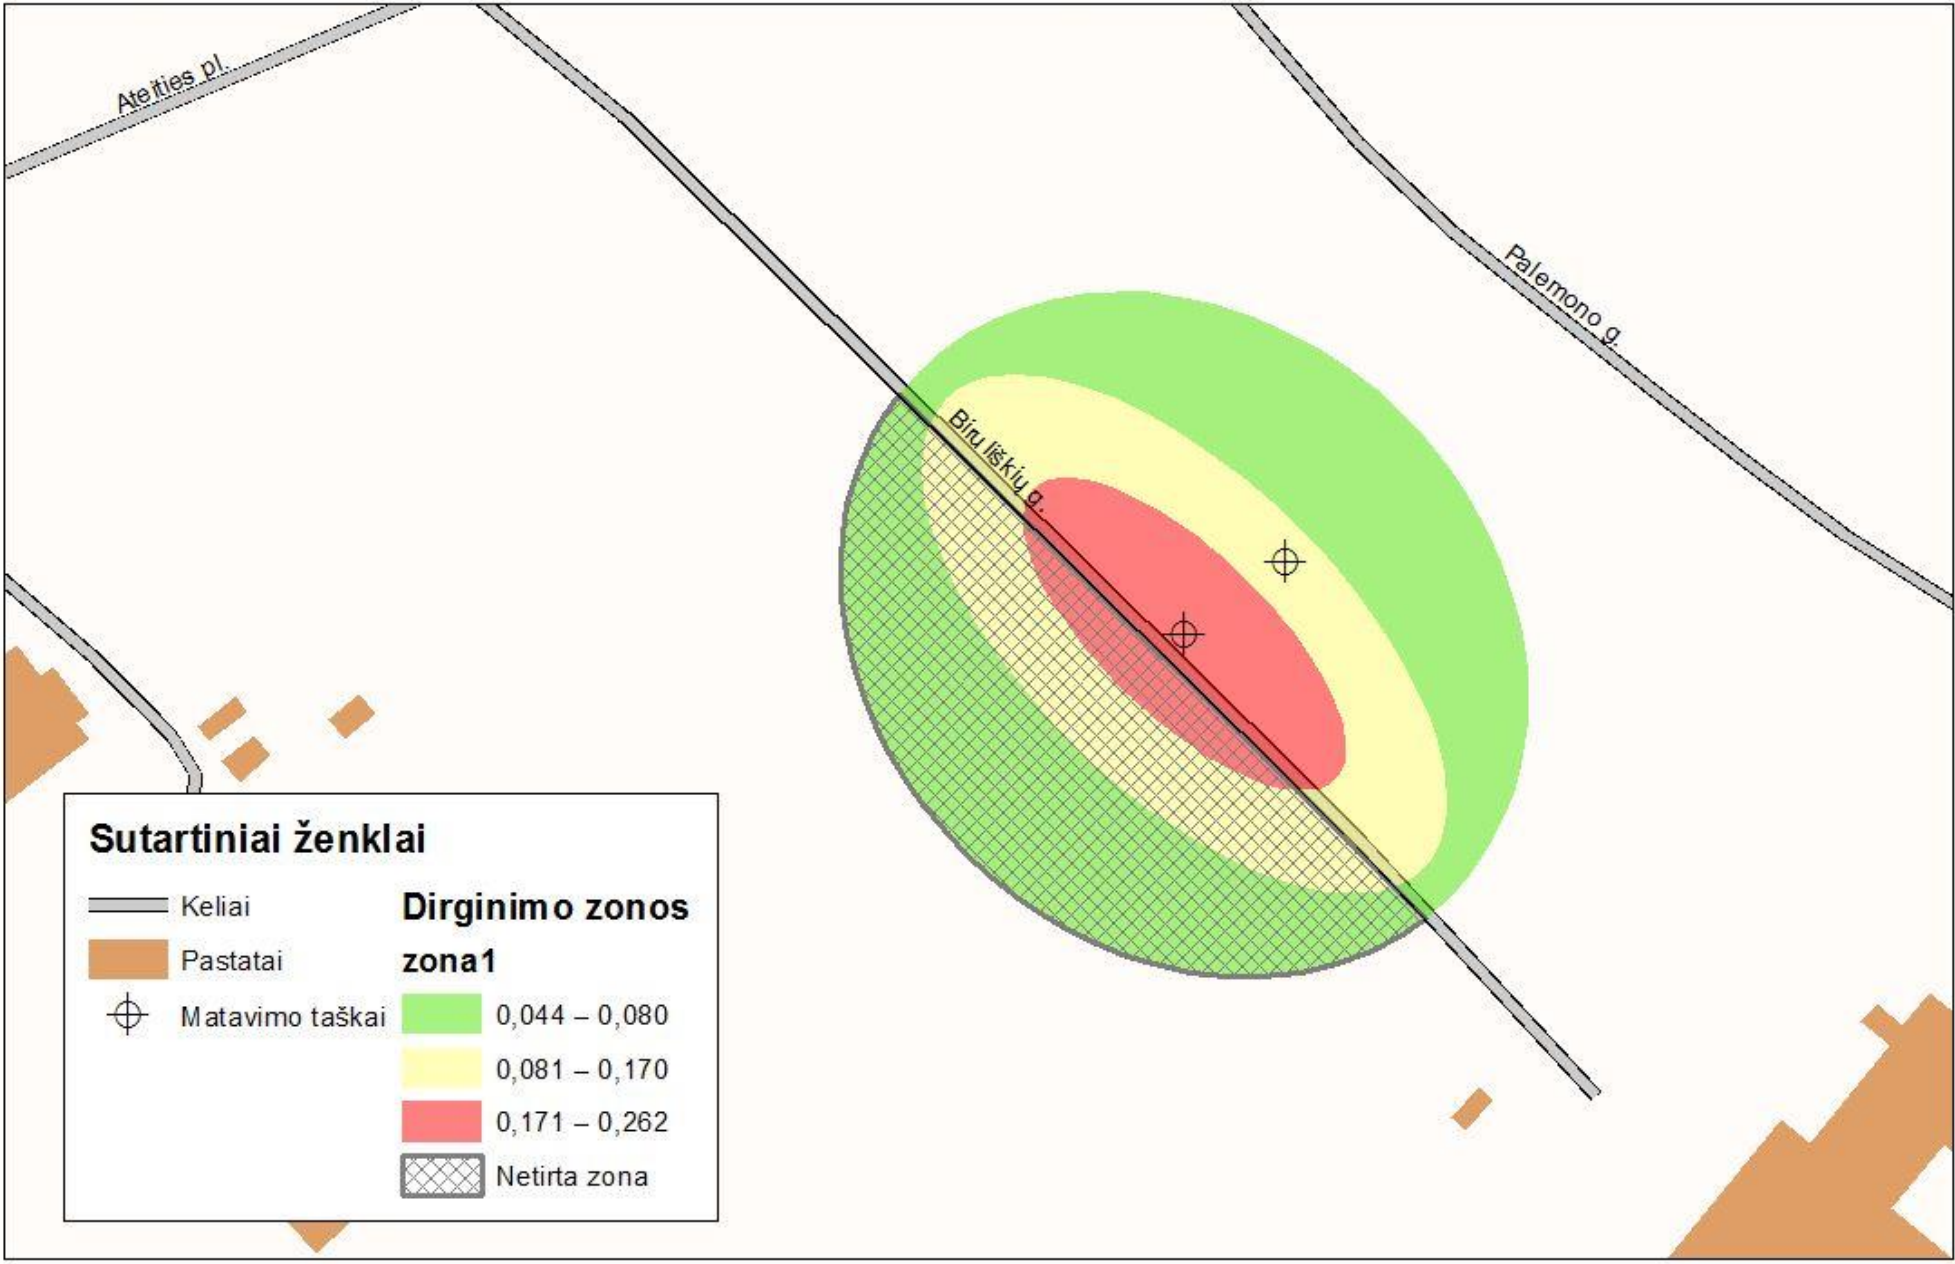 Ateities pl.
Palemono g.
Biruliškių g.
Sutartiniai ženklai
Keliai
Pastatai
Matavimo taškai
Dirginimo zonos
zona1
0,044 – 0,080
0,081 – 0,170
0,171 – 0,262
Netirta zona